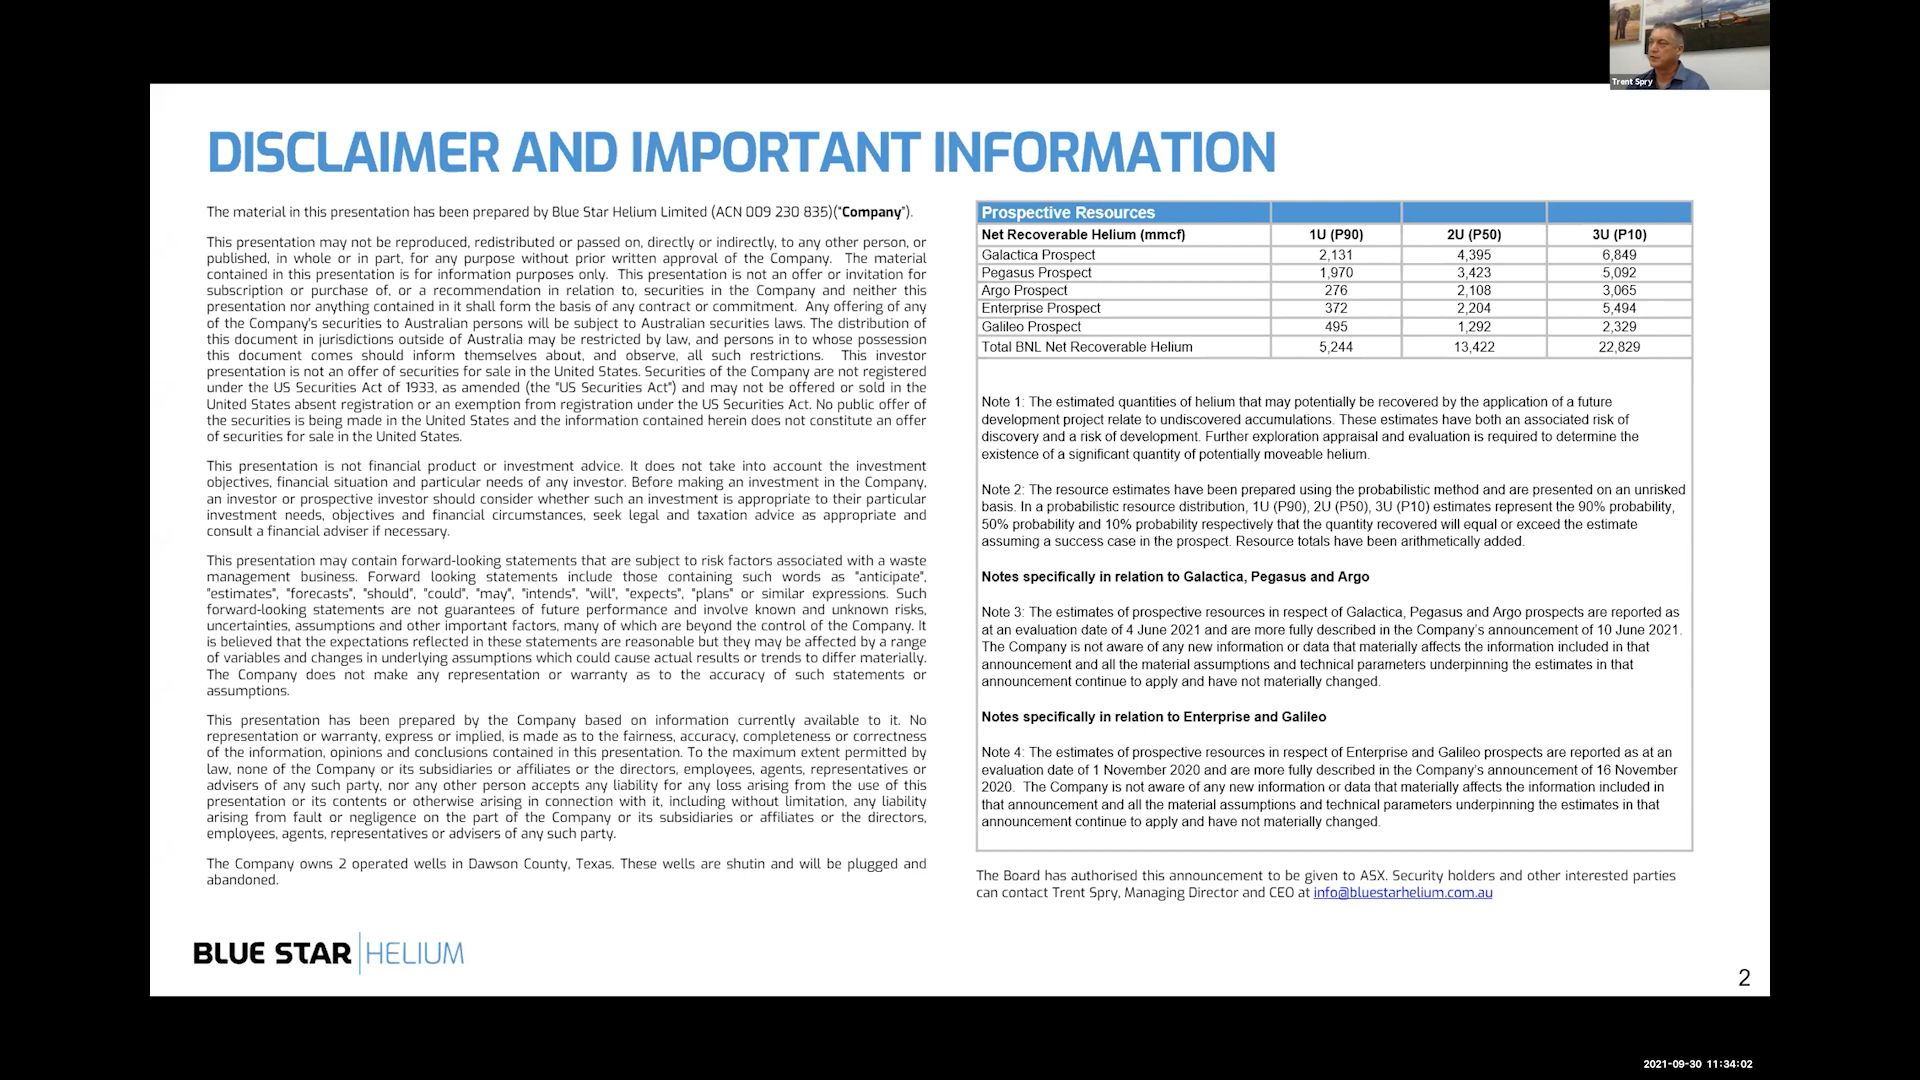 Trent Spry
DISCLAIMER AND IMPORTANT INFORMATION
The material in this presentation has been prepared by Blue Star Helium Limited (ACN 009 230 835)("Company").
This presentation may not be reproduced, redistributed or passed on, directly or indirectly, to any other person, or
published, in whole or in part, for any purpose without prior written approval of the Company. The material
contained in this presentation is for information purposes only. This presentation is not an offer or invitation for
subscription or purchase of, or a recommendation in relation to, securities in the Company and neither this
presentation nor anything contained in it shall form the basis of any contract or commitment. Any offering of any
of the Company's securities to Australian persons will be subject to Australian securities laws. The distribution of
this document in jurisdictions outside of Australia may be restricted by law, and persons in to whose possession
this document comes should inform themselves about, and observe, all such restrictions. This investor
presentation is not an offer of securities for sale in the United States. Securities of the Company are not registered
under the US Securities Act of 1933, as amended (the "US Securities Act") and may not be offered or sold in the
United States absent registration or an exemption from registration under the US Securities Act. No public offer of
the securities is being made in the United States and the information contained herein does not constitute an offer
of securities for sale in the United States.
This presentation is not financial product or investment advice. It does not take into account the investment
objectives, financial situation and particular needs of any investor. Before making an investment in the Company,
an investor or prospective investor should consider whether such an investment is appropriate to their particular
investment needs, objectives and financial circumstances, seek legal and taxation advice as appropriate and
consult a financial adviser if necessary.
This presentation may contain forward-looking statements that are subject to risk factors associated with a waste
management business. Forward looking statements include those containing such words as "anticipate",
"estimates", "forecasts", "should", "could", "may", "intends", "will", "expects", "plans" or similar expressions. Such
forward-looking statements are not guarantees of future performance and involve known and unknown risks,
uncertainties, assumptions and other important factors, many of which are beyond the control of the Company. It
is believed that the expectations reflected in these statements are reasonable but they may be affected by a range
of variables and changes in underlying assumptions which could cause actual results or trends to differ materially.
The Company does not make any representation or warranty as to the accuracy of such statements or
assumptions.
This presentation has been prepared by the Company based on information currently available to it. No
representation or warranty, express or implied, is made as to the fairness, accuracy, completeness or correctness
of the information, opinions and conclusions contained in this presentation. To the maximum extent permitted by
law, none of the Company or its subsidiaries or affiliates or the directors, employees, agents, representatives or
advisers of any such party, nor any other person accepts any liability for any loss arising from the use of this
presentation or its contents or otherwise arising in connection with it, including without limitation, any liability
arising from fault or negligence on the part of the Company or its subsidiaries or affiliates or the directors,
employees, agents, representatives or advisers of any such party.
The Company owns 2 operated wells in Dawson County, Texas. These wells are shutin and will be plugged and
abandoned.
Prospective Resources
Net Recoverable Helium (mmcf) 1U (P90) 2U (P50) 3U (P10)
Galactica Prospect 2,131 4,395 6,849
Pegasus Prospect 1,970 3,423 5,092
Argo Prospect 276 2,108 3,065
Enterprise Prospect 372 2,204 5,494
Galileo Prospect 495 1,292 2,329
Total BNL Net Recoverable Helium 5,244 13,422 22,829
Note 1: The estimated quantities of helium that may potentially be recovered by the application of a future
development project relate to undiscovered accumulations. These estimates have both an associated risk of
discovery and a risk of development. Further exploration appraisal and evaluation is required to determine the
existence of a significant quantity of potentially moveable helium.
Note 2: The resource estimates have been prepared using the probabilistic method and are presented on an unrisked
basis. In a probabilistic resource distribution, 1U (P90), 2U (P50), 3U (P10) estimates represent the 90% probability,
50% probability and 10% probability respectively that the quantity recovered will equal or exceed the estimate
assuming a success case in the prospect. Resource totals have been arithmetically added.
Notes specifically in relation to Galactica, Pegasus and Argo
Note 3: The estimates of prospective resources in respect of Galactica, Pegasus and Argo prospects are reported as
at an evaluation date of 4 June 2021 and are more fully described in the Company's announcement of 10 June 2021.
The Company is not aware of any new information or data that materially affects the information included in that
announcement and all the material assumptions and technical parameters underpinning the estimates in that
announcement continue to apply and have not materially changed.
Notes specifically in relation to Enterprise and Galileo
Note 4: The estimates of prospective resources in respect of Enterprise and Galileo prospects are reported as at an
evaluation date of 1 November 2020 and are more fully described in the Company's announcement of 16 November
2020. The Company is not aware of any new information or data that materially affects the information included in
that announcement and all the material assumptions and technical parameters underpinning the estimates in that
announcement continue to apply and have not materially changed.
The Board has authorised this announcement to be given to ASX. Security holders and other interested parties
can contact Trent Spry, Managing Director and CEO at info@bluestarhelium.com.au
BLUE STAR HELIUM
2
2021-09-30 11:34:02